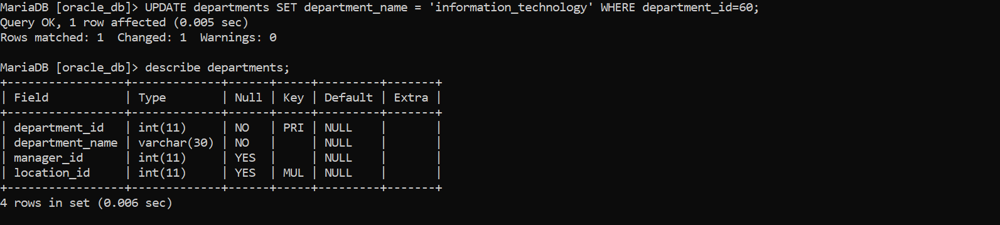 MariaDB [oracle_db]> UPDATE departments SET department_name = 'information_technology' WHERE department_id=60;
Query OK, 1 row affected (0.005 sec)
Rows matched: 1  Changed: 1  Warnings: 0

MariaDB [oracle_db]> describe departments;
+-----------------+-------------+------+-----+---------+-------+
| Field           | Type        | Null | Key | Default | Extra |
+-----------------+-------------+------+-----+---------+-------+
| department_id   | int(11)     | NO   | PRI | NULL    |       |
| department_name | varchar(30) | NO   |     | NULL    |       |
| manager_id      | int(11)     | YES  |     | NULL    |       |
| location_id     | int(11)     | YES  | MUL | NULL    |       |
+-----------------+-------------+------+-----+---------+-------+
4 rows in set (0.006 sec)